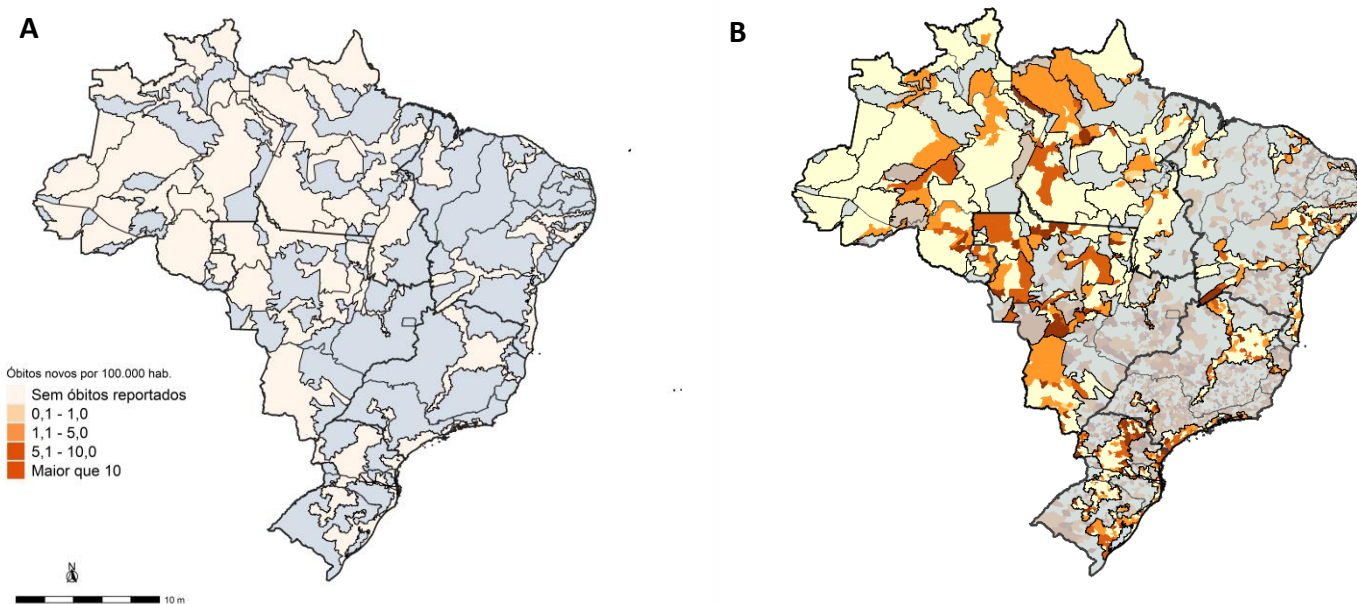 A
B
Óbitos novos por 100.000 hab.
Sem óbitos reportados
0,1 - 1,0
1,1 - 5,0
5,1 - 10,0
Maior que 10
N
10 m